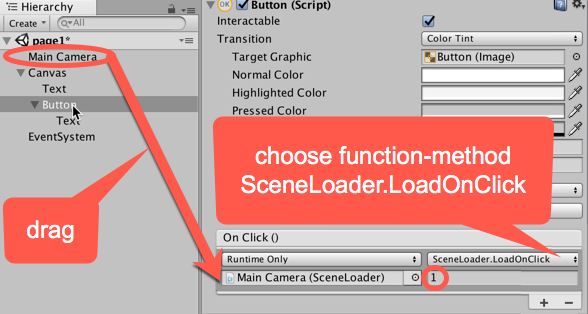 Hierarchy
Create
All
page1*
Main Camera
Canvas
Text
Button
Text
EventSystem
drag
Button (Script)
Interactable
Transition
Color Tint
Target Graphic
Button (Image)
Normal Color
Highlighted Color
Pressed Color
choose function-method
SceneLoader.LoadOnClick
On Click ()
Runtime Only
SceneLoader.LoadOnClick
Main Camera (SceneLoader)
1